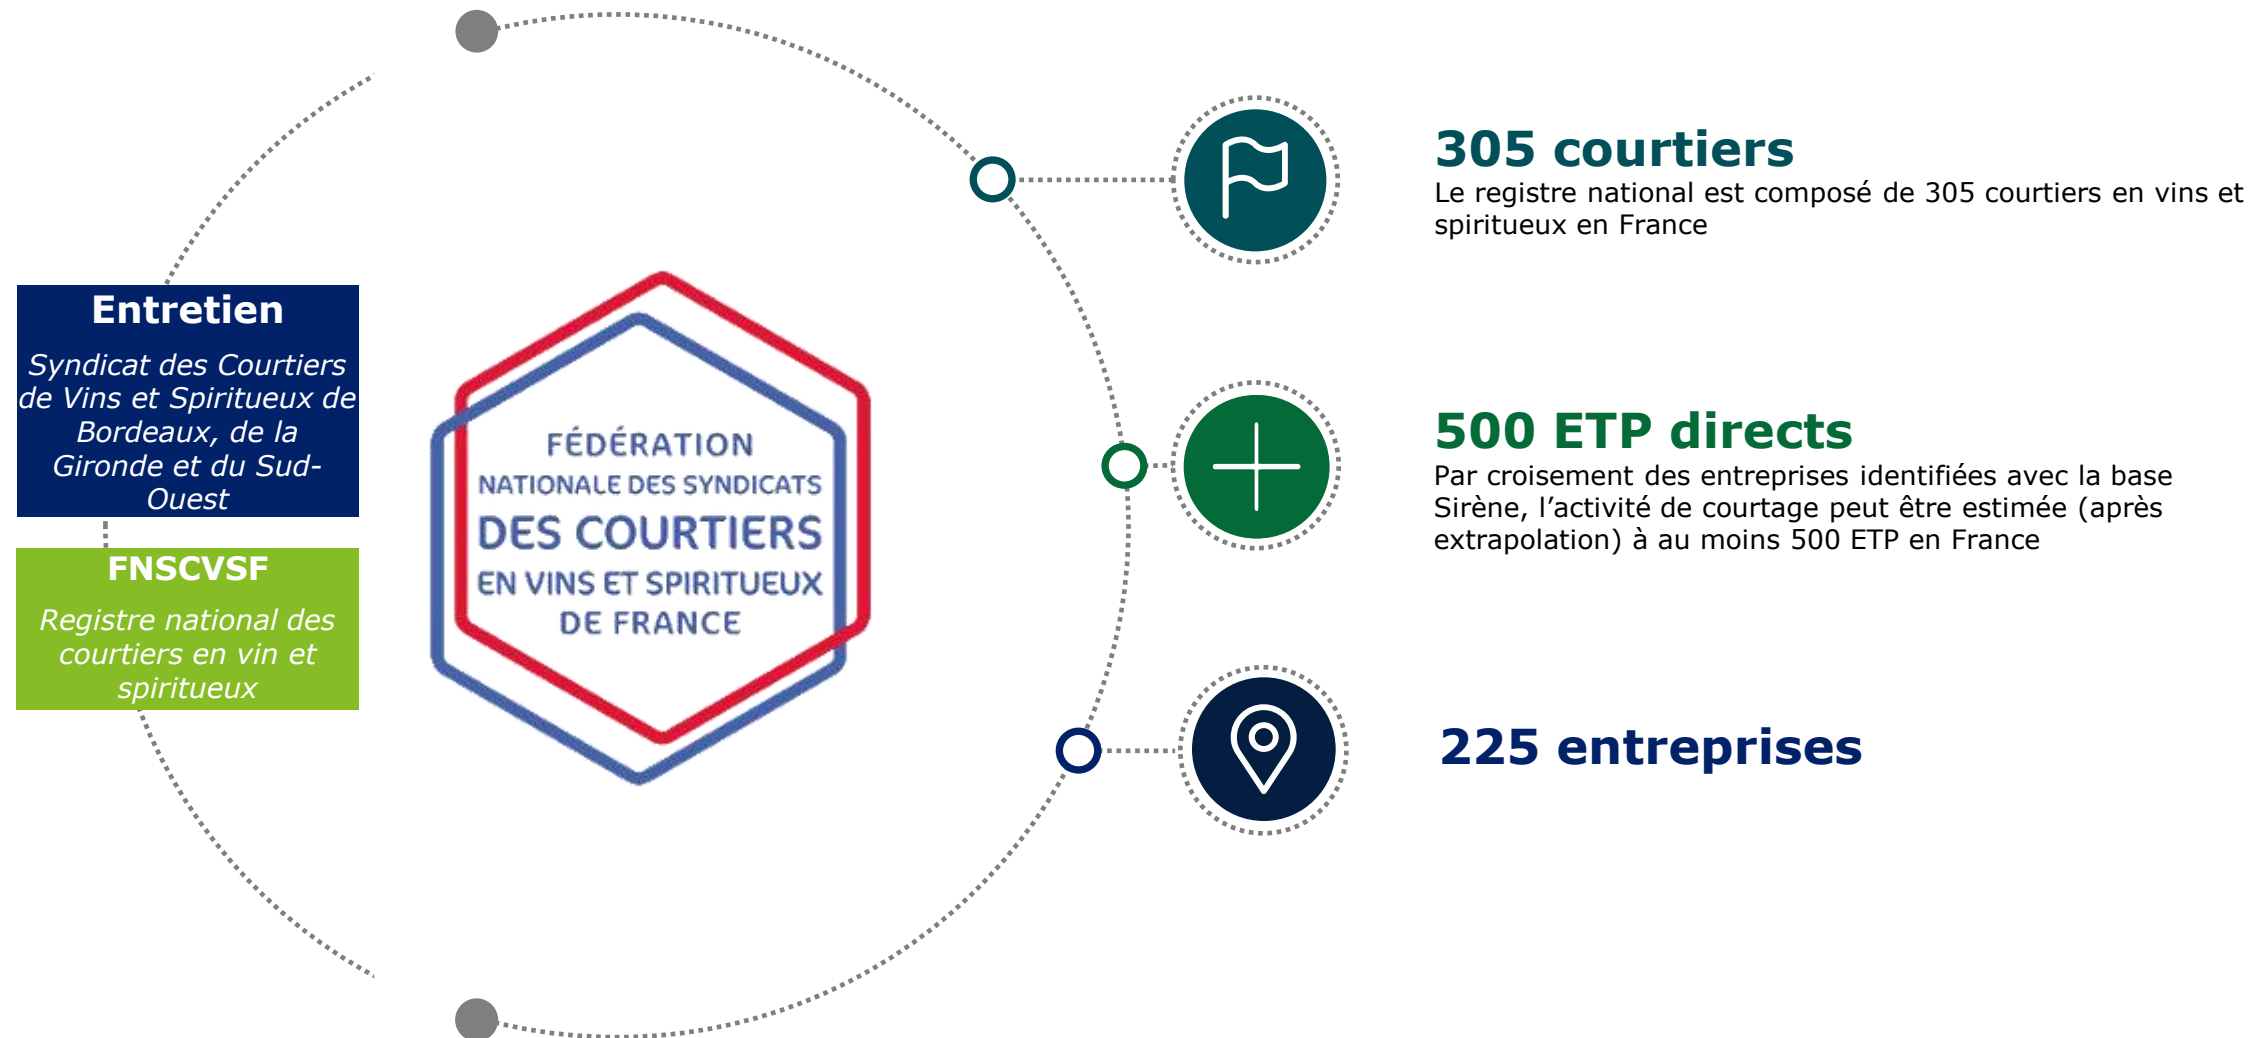 Entretien
Syndicat des Courtiers
de Vins et Spiritueux de
Bordeaux, de la
Gironde et du Sud-
Ouest
FNSCVSF
Registre national des
courtiers en vin et
spiritueux
FÉDÉRATION
NATIONALE DES SYNDICATS
DES COURTIERS
EN VINS ET SPIRITUEUX
DE FRANCE
305 courtiers
Le registre national est composé de 305 courtiers en vins et
spiritueux en France
500 ETP directs
Par croisement des entreprises identifiées avec la base
Sirène, l’activité de courtage peut être estimée (après
extrapolation) à au moins 500 ETP en France
225 entreprises